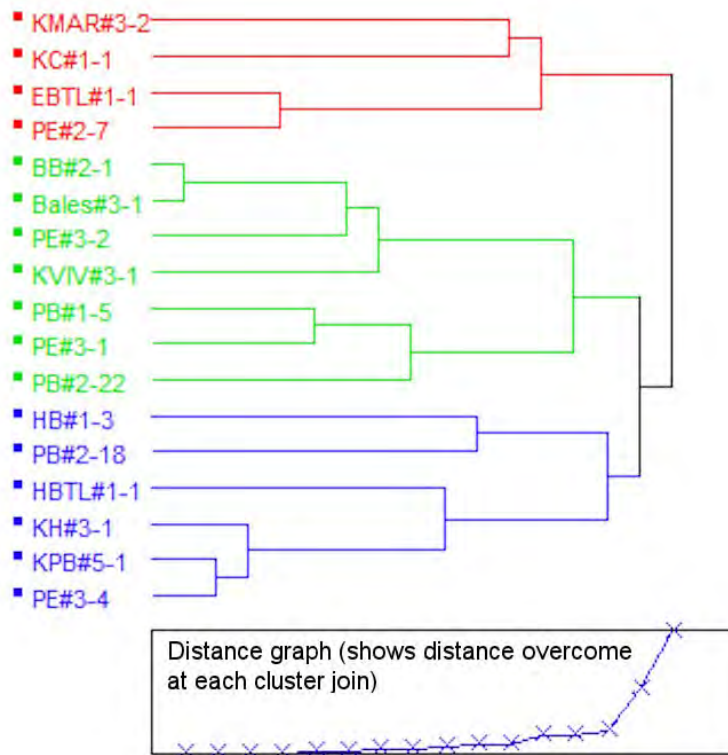 KMAR#3-2
KC#1-1
EBTL#1-1
PE#2-7
BB#2-1
Bales#3-1
PE#3-2
KVIV#3-1
PB#1-5
PE#3-1
PB#2-22
HB#1-3
PB#2-18
HBTL#1-1
KH#3-1
KPB#5-1
PE#3-4
Distance graph (shows distance overcome
at each cluster join)